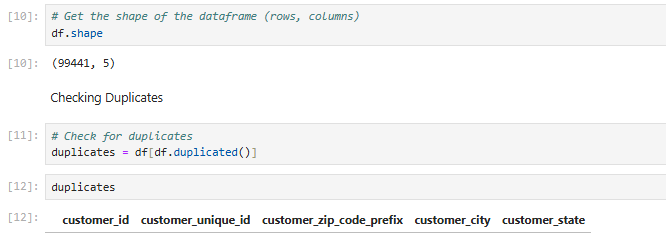 [10]: # Get the shape of the dataframe (rows, columns)
df.shape
[10]: (99441, 5)
Checking Duplicates
[11]: # Check for duplicates
duplicates = df[df.duplicated()]
[12]: duplicates
[12]: customer_id customer_unique_id customer_zip_code_prefix customer_city customer_state